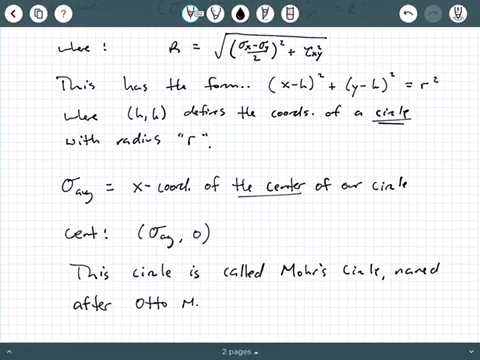 where: R = √((σx-σy/2)² + τxy²)
This has the form.. (x-h)² + (y-k)² = r²
where (h,k) defines the coords. of a circle
with radius "r".
σavg = x-coord. of the center of our circle
cent: (σavg, 0)
This circle is called Mohr's Circle, named
after Otto M.
2 pages